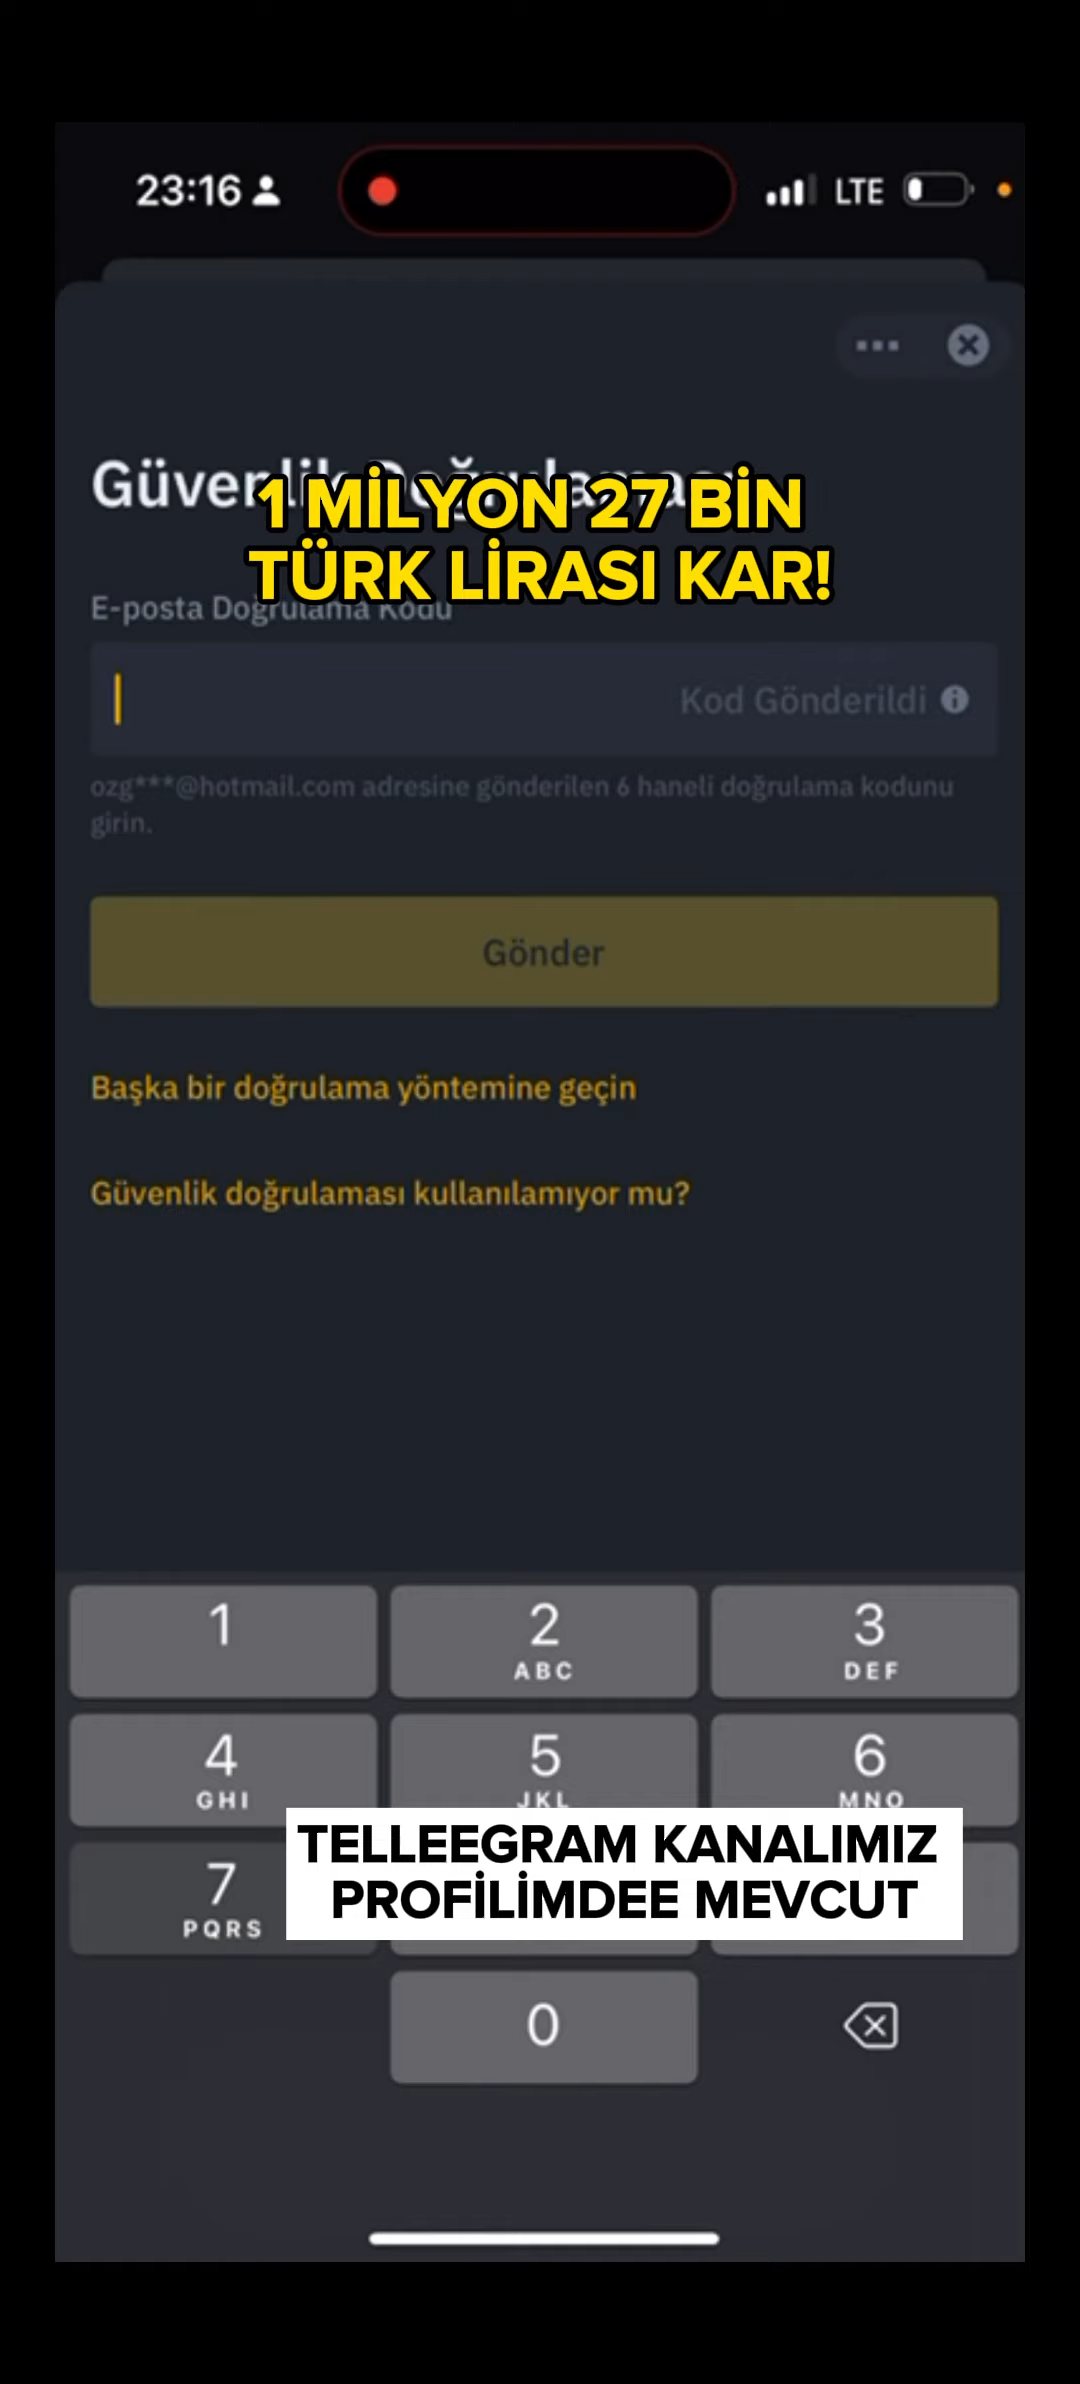 23:16
LTE
Güvenlik Doğrulaması
1 MİLYON 27 BİN
TÜRK LİRASI KAR!
E-posta Doğrulama Kodu
Kod Gönderildi
ozg***@hotmail.com adresine gönderilen 6 haneli doğrulama kodunu
girin.
Gönder
Başka bir doğrulama yöntemine geçin
Güvenlik doğrulaması kullanılamıyor mu?
1
2
ABC
3
DEF
4
GHI
5
JKL
6
MNO
7
PQRS
TELLEEGRAM KANALIMIZ
PROFİLİMDEE MEVCUT
0